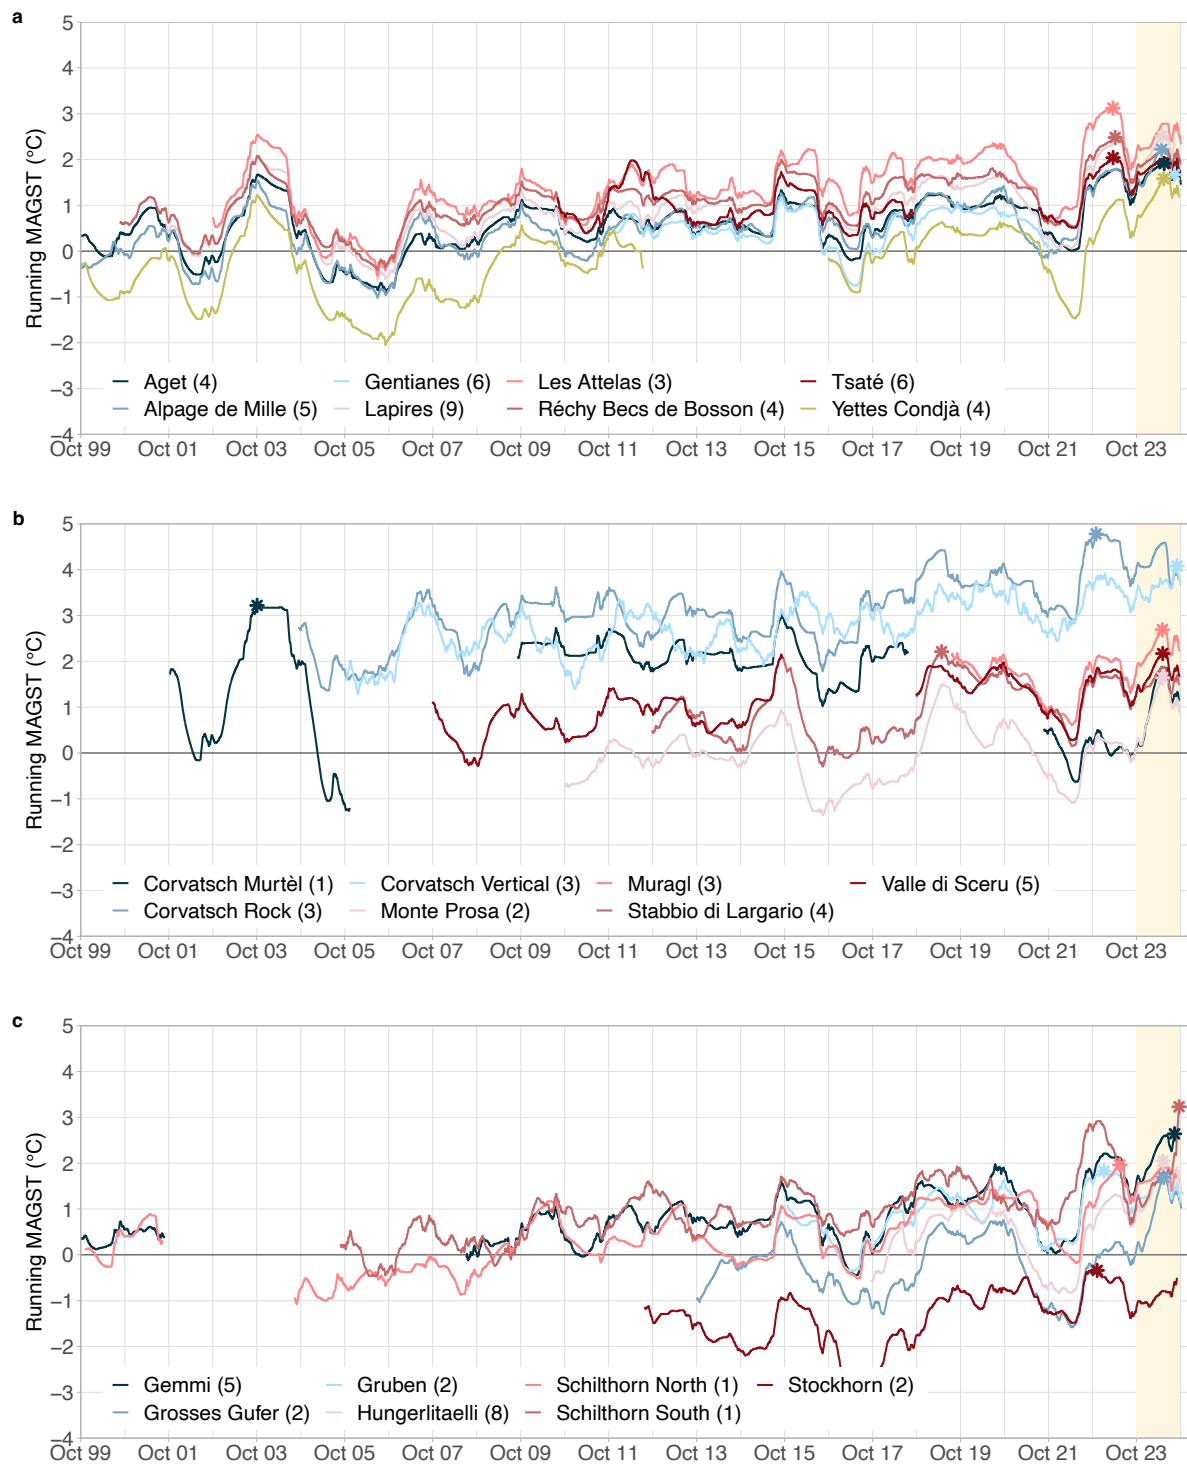 a
Running MAGST (°C)
5
4
3
2
1
0
−1
−2
−3
−4
Aget (4) Gentianes (6) Les Attelas (3) Tsaté (6)
Alpage de Mille (5) Lapires (9) Réchy Becs de Bosson (4) Yettes Condjà (4)
Oct 99 Oct 01 Oct 03 Oct 05 Oct 07 Oct 09 Oct 11 Oct 13 Oct 15 Oct 17 Oct 19 Oct 21 Oct 23
b
Running MAGST (°C)
5
4
3
2
1
0
−1
−2
−3
−4
Corvatsch Murtèl (1) Corvatsch Vertical (3) Muragl (3) Valle di Sceru (5)
Corvatsch Rock (3) Monte Prosa (2) Stabbio di Largario (4)
Oct 99 Oct 01 Oct 03 Oct 05 Oct 07 Oct 09 Oct 11 Oct 13 Oct 15 Oct 17 Oct 19 Oct 21 Oct 23
c
Running MAGST (°C)
5
4
3
2
1
0
−1
−2
−3
−4
Gemmi (5) Gruben (2) Schilthorn North (1) Stockhorn (2)
Grosses Gufer (2) Hungerlitaelli (8) Schilthorn South (1)
Oct 99 Oct 01 Oct 03 Oct 05 Oct 07 Oct 09 Oct 11 Oct 13 Oct 15 Oct 17 Oct 19 Oct 21 Oct 23